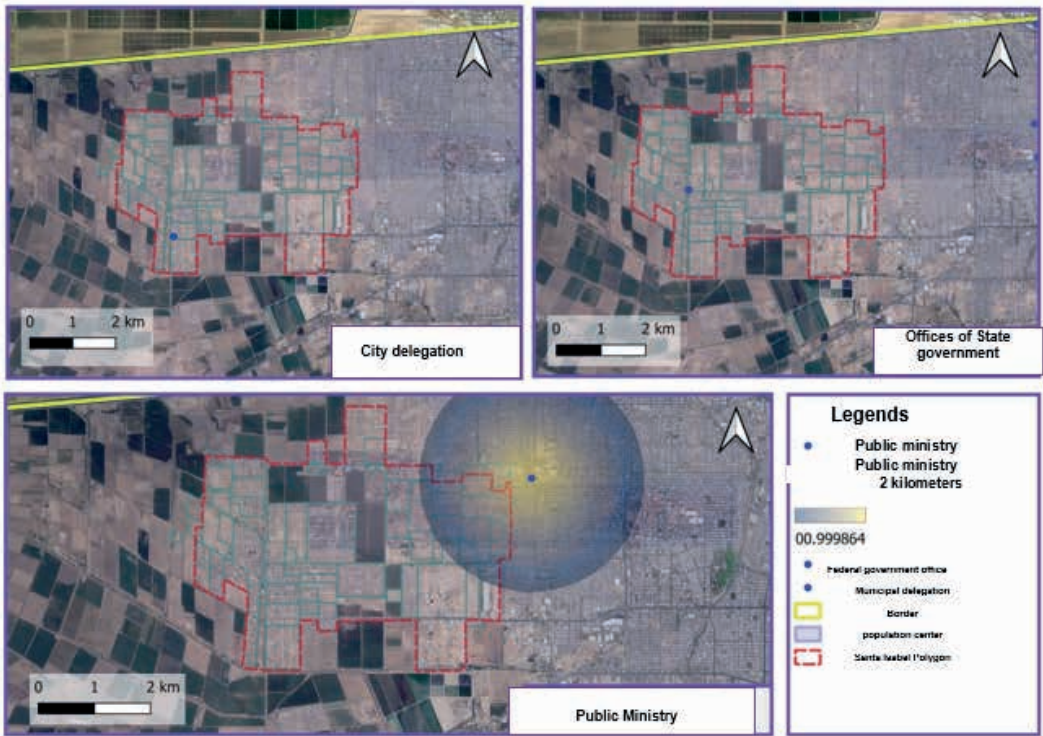 0 1 2 km
City delegation
0 1 2 km
Offices of State
government
0 1 2 km
Public Ministry
Legends
Public ministry
Public ministry
2 kilometers
00.999864
Federal government office
Municipal delegation
Border
population center
Santa Isabel Polygon